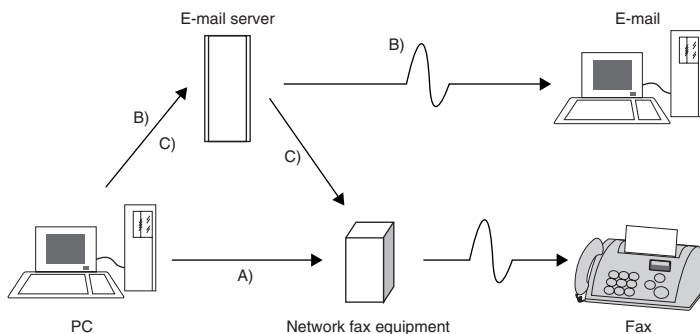 E-mail server
E-mail
B)
B)
C)
C)
A)
PC
Network fax equipment
Fax